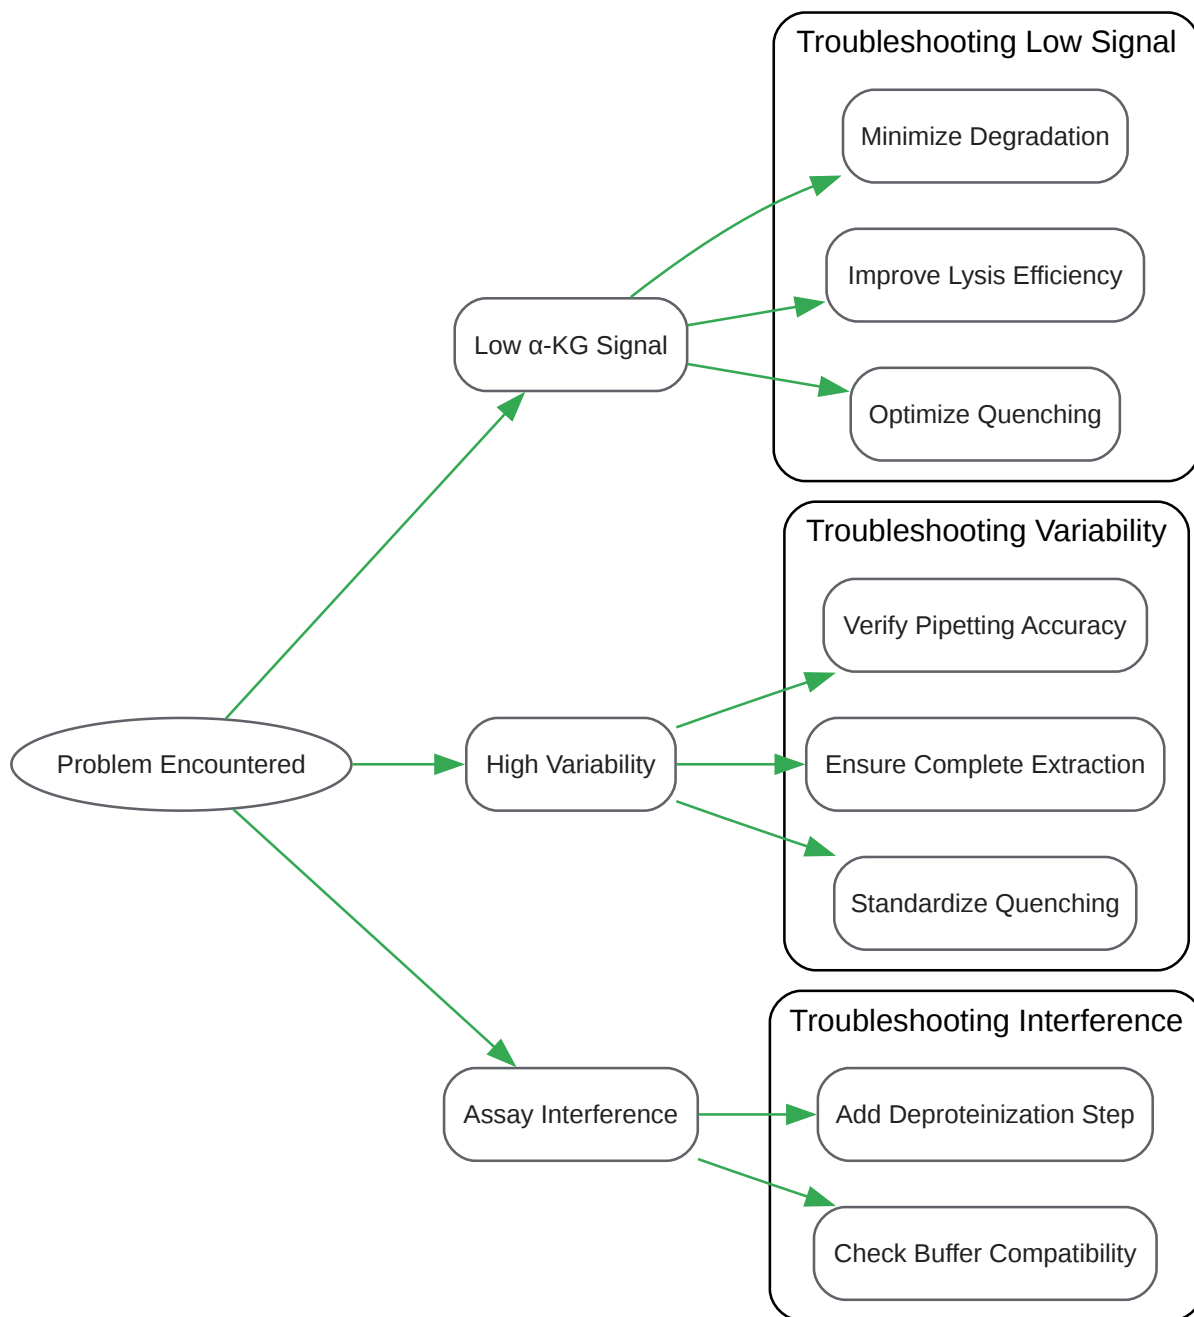 Troubleshooting Low Signal
Minimize Degradation
Improve Lysis Efficiency
Low α-KG Signal
Optimize Quenching
Troubleshooting Variability
Verify Pipetting Accuracy
Problem Encountered
High Variability
Ensure Complete Extraction
Standardize Quenching
Troubleshooting Interference
Assay Interference
Add Deproteinization Step
Check Buffer Compatibility